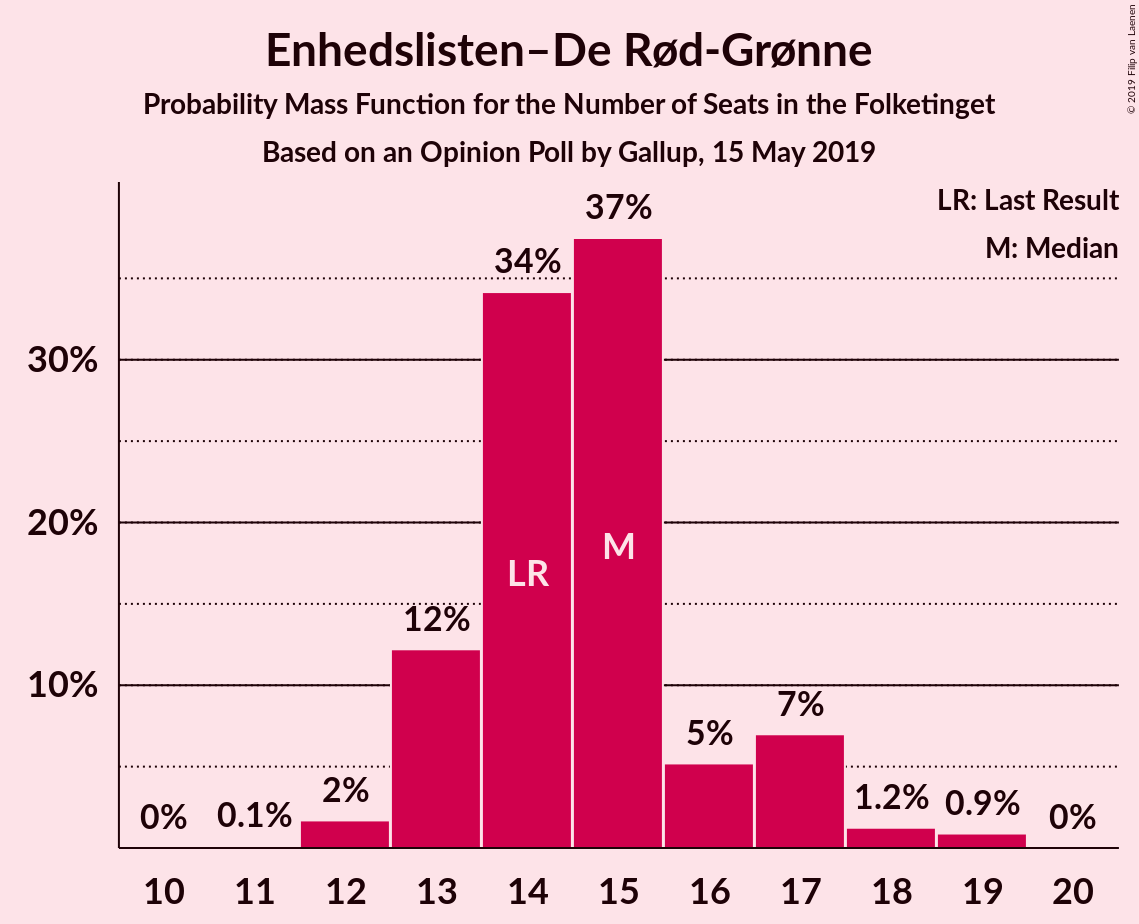 Enhedslisten–De Rød-Grønne
Probability Mass Function for the Number of Seats in the Folketinget
Based on an Opinion Poll by Gallup, 15 May 2019
© 2019 Filip van Laenen
LR: Last Result
M: Median
37%
34%
30%
20%
M
LR
12%
10%
7%
5%
2%
1.2%
0.9%
0%
0.1%
0%
10 11 12 13 14 15 16 17 18 19 20